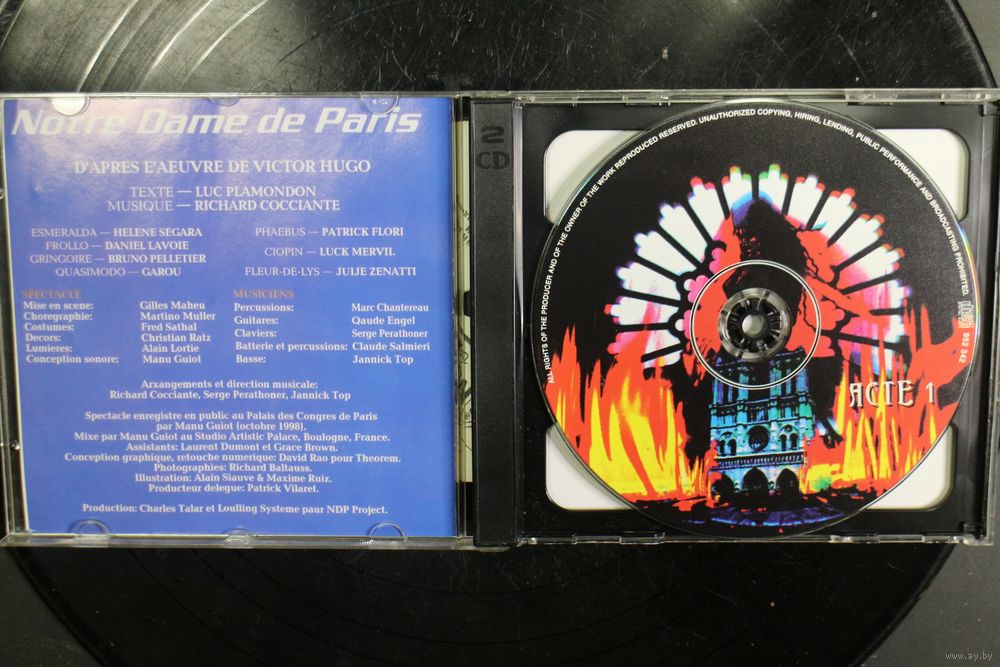 Notre Dame de Paris
D'APRES E'AEUVRE DE VICTOR HUGO
TEXTE — LUC PLAMONDON
MUSIQUE — RICHARD COCCIANTE
ESMERALDA — HELENE SEGARA
FROLLO — DANIEL LAVOIE
GRINGOIRE — BRUNO PELLETIER
QUASIMODO — GAROU
PHAEBUS — PATRICK FLORI
CIOPIN — LUCK MERVIL
FLEUR-DE-LYS — JUIJE ZENATTI
SPECTACLE
Mise en scene: Gilles Maheu
Choregraphie: Martino Muller
Costumes: Fred Sathal
Decors: Christian Ratz
Lumieres: Alain Lortie
Conception sonore: Manu Guiot
MUSICIENS
Percussions: Marc Chantereau
Guitares: Qaude Engel
Claviers: Serge Perathoner
Batterie et percussions: Claude Salmieri
Basse: Jannick Top
Arxangements et direction musicale:
Richard Cocciante, Serge Perathoner, Jannick Top
Spectacle enregistre en public au Palais des Congres de Paris
par Manu Guiot (octobre 1998).
Mixe par Manu Guiot au Studio Artistic Palace, Boulogne, France.
Assistants: Laurent Dumont et Grace Brown.
Conception graphique, retouche numerique: David Rao pour Theorem.
Photographies: Richard Baltauss.
Illustration: Alain Siauve & Maxime Ruiz.
Producteur delegue: Patrick Vilaret.
Production: Charles Talar et Loulling Systeme paur NDP Project.
2
CD
ALL RIGHTS OF THE PRODUCER AND OF THE OWNER OF THE WORK REPRODUCED RESERVED. UNAUTHORIZED COPYING, HIRING, LENDING, PUBLIC PERFORMANCE AND BROADCASTING PROHIBITED.
952 342
ACTE 1
www.ay.by